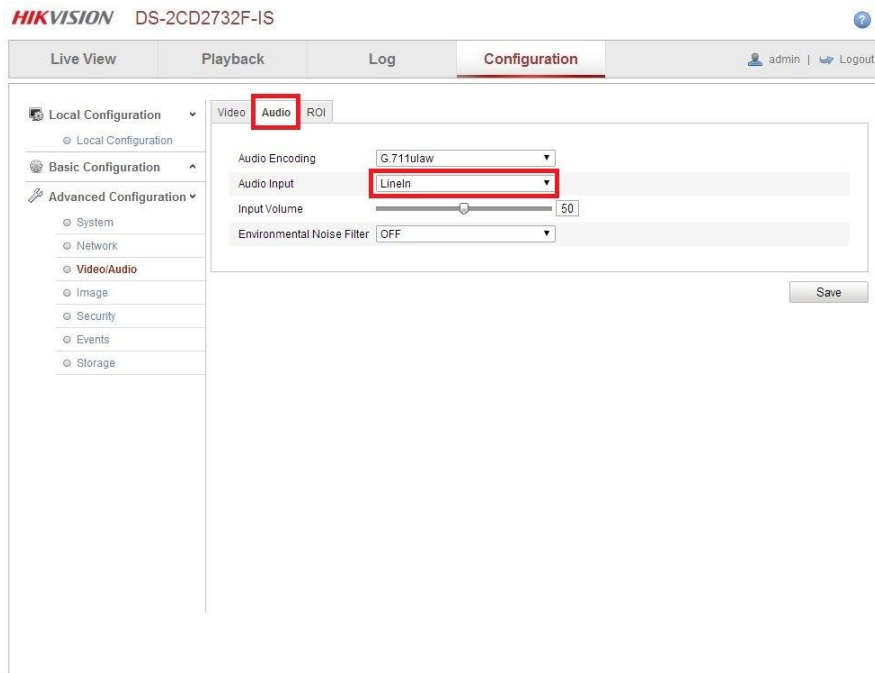 HIKVISION DS-2CD2732F-IS
Live View Playback Log Configuration admin | Logout
Local Configuration
Local Configuration
Basic Configuration
Advanced Configuration
System
Network
Video/Audio
Image
Security
Events
Storage
Video Audio ROI
Audio Encoding G.711ulaw
Audio Input LineIn
Input Volume 50
Environmental Noise Filter OFF
Save